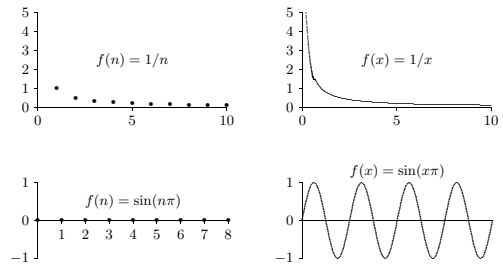 5
4
3
2
1
0
f(n) = 1/n
0 5 10
5
4
3
2
1
0
f(x) = 1/x
0 5 10
1
0
−1
f(n) = sin(nπ)
1 2 3 4 5 6 7 8
f(x) = sin(xπ)
1
0
−1